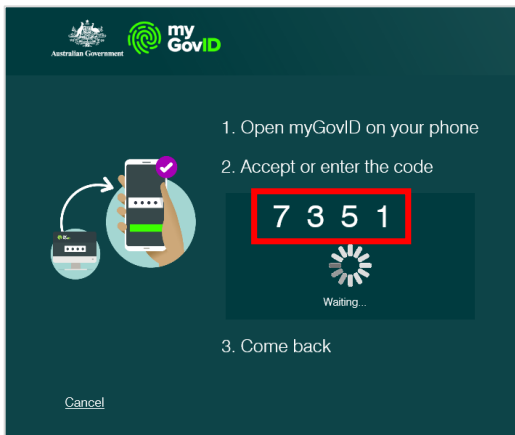 Australian Government
my
GovID
1. Open myGovID on your phone
2. Accept or enter the code
7 3 5 1
Waiting...
3. Come back
Cancel